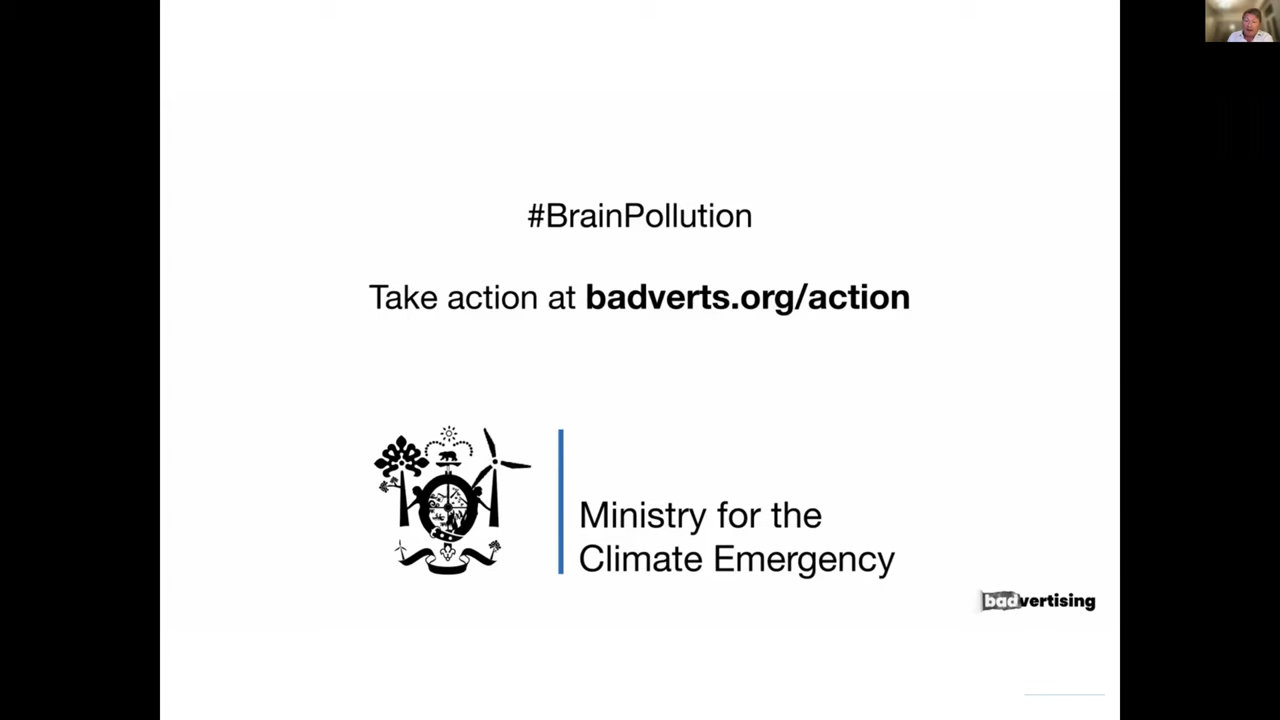 #BrainPollution
Take action at badverts.org/action
Ministry for the
Climate Emergency
badvertising